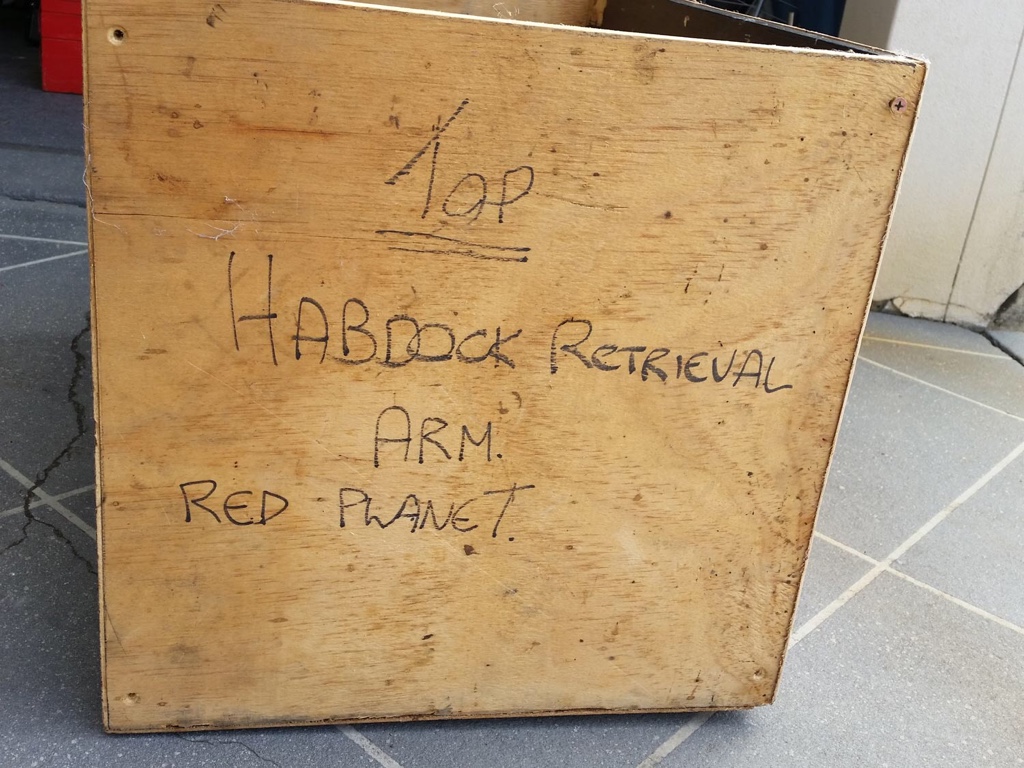 TOP
HABDOCK RETRIEVAL
ARM.
RED PLANET.